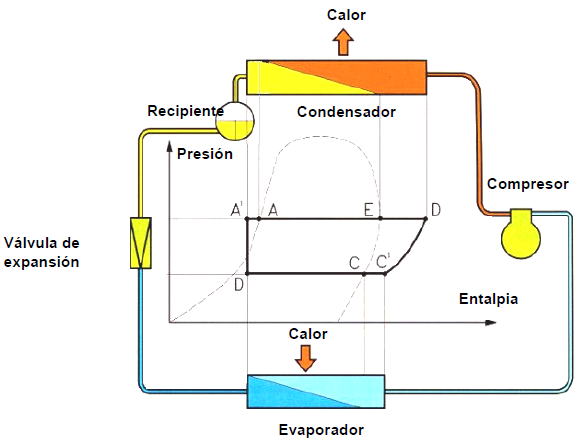 Calor
Recipiente
Condensador
Presión
Compresor
A' A E D
Válvula de
expansión
D C C'
Entalpia
Calor
Evaporador